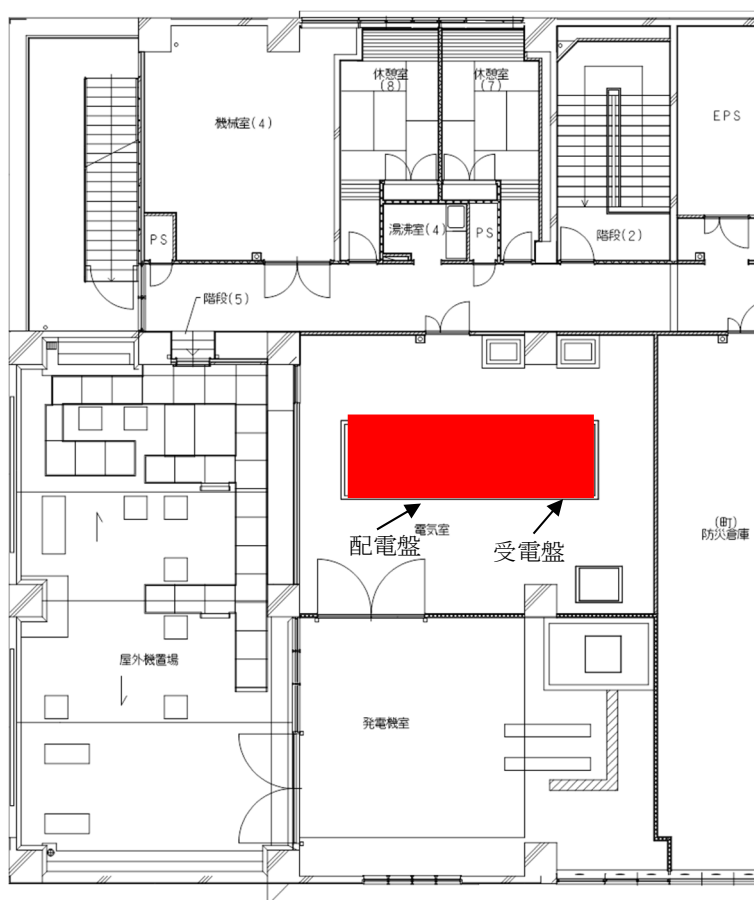 休憩室
(8)
休憩室
(7)
機械室(4)
EPS
PS
湯沸室(4)
PS
階段(2)
階段(5)
電気室
配電盤
受電盤
(町)
防災倉庫
屋外機置場
発電機室